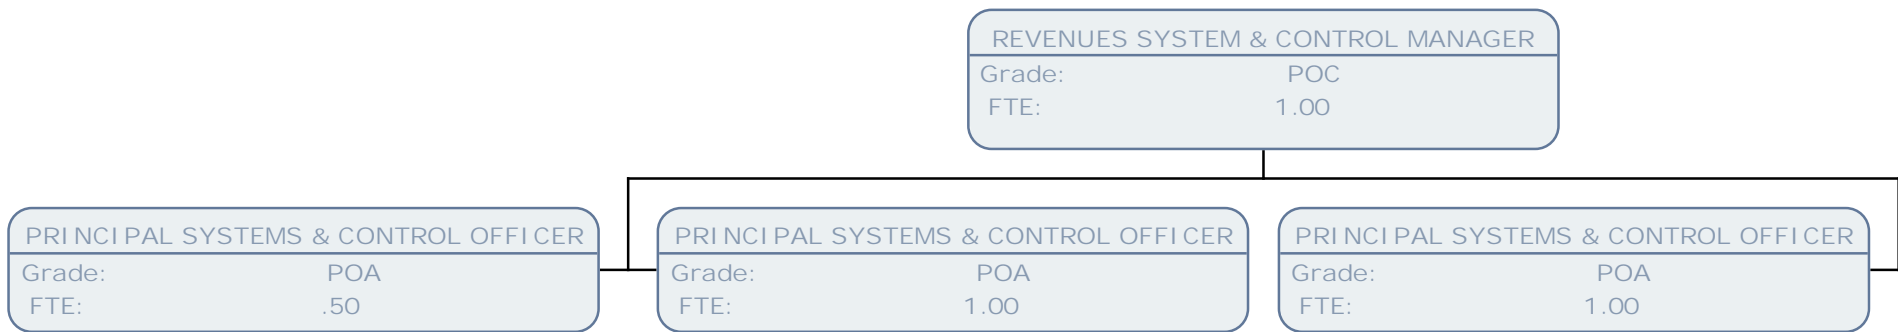 REVENUES SYSTEM & CONTROL MANAGER
Grade: POC
FTE: 1.00
PRINCIPAL SYSTEMS & CONTROL OFFICER
Grade: POA
FTE: .50
PRINCIPAL SYSTEMS & CONTROL OFFICER
Grade: POA
FTE: 1.00
PRINCIPAL SYSTEMS & CONTROL OFFICER
Grade: POA
FTE: 1.00